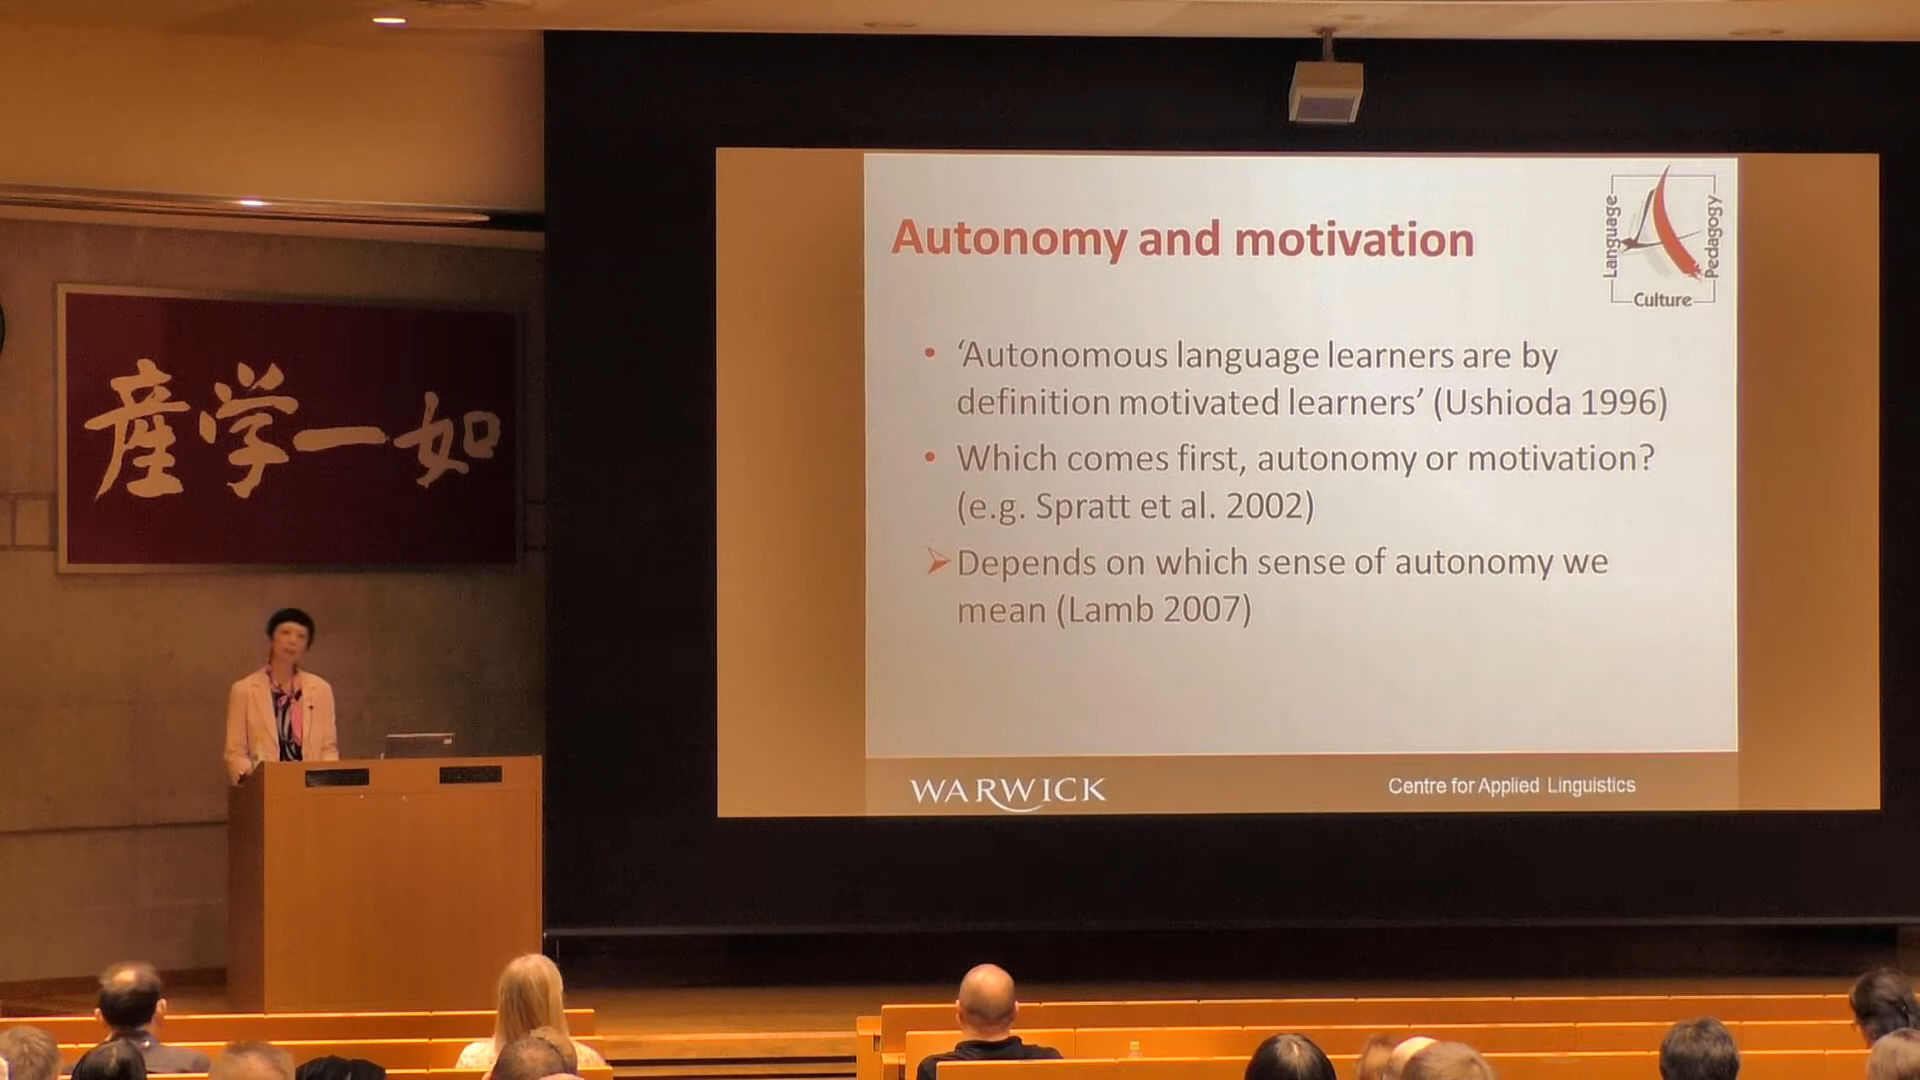 産学一如
Autonomy and motivation
Language
Pedagogy
Culture
• ‘Autonomous language learners are by
definition motivated learners’ (Ushioda 1996)
• Which comes first, autonomy or motivation?
(e.g. Spratt et al. 2002)
➢ Depends on which sense of autonomy we
mean (Lamb 2007)
WARWICK
Centre for Applied Linguistics